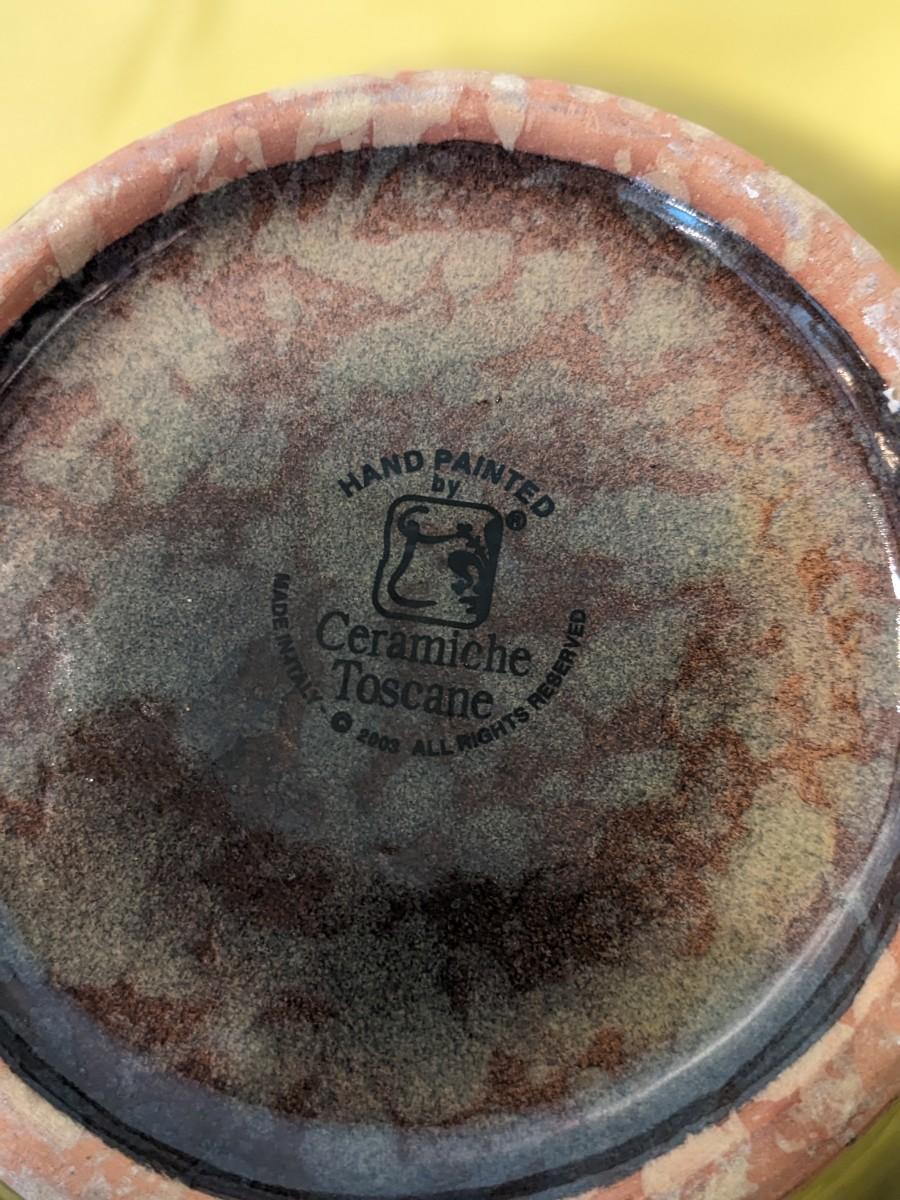 HAND PAINTED
by
®
Ceramiche
Toscane
MADE IN ITALY - © 2003 ALL RIGHTS RESERVED